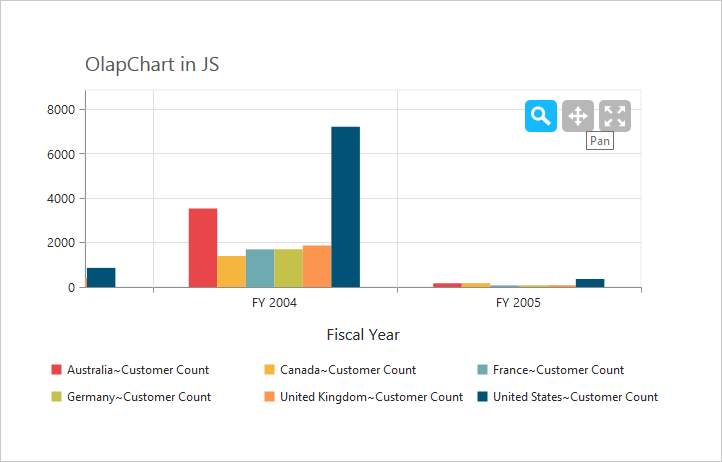 OlapChart in JS
8000
6000
4000
2000
0
Pan
FY 2004 FY 2005
Fiscal Year
Australia~Customer Count Canada~Customer Count France~Customer Count
Germany~Customer Count United Kingdom~Customer Count United States~Customer Count